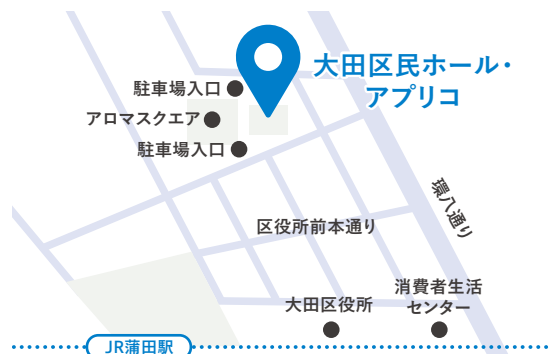 大田区民ホール・
アプリコ
駐車場入口
アロマスクエア
駐車場入口
環八通り
区役所前本通り
消費者生活
センター
大田区役所
JR蒲田駅